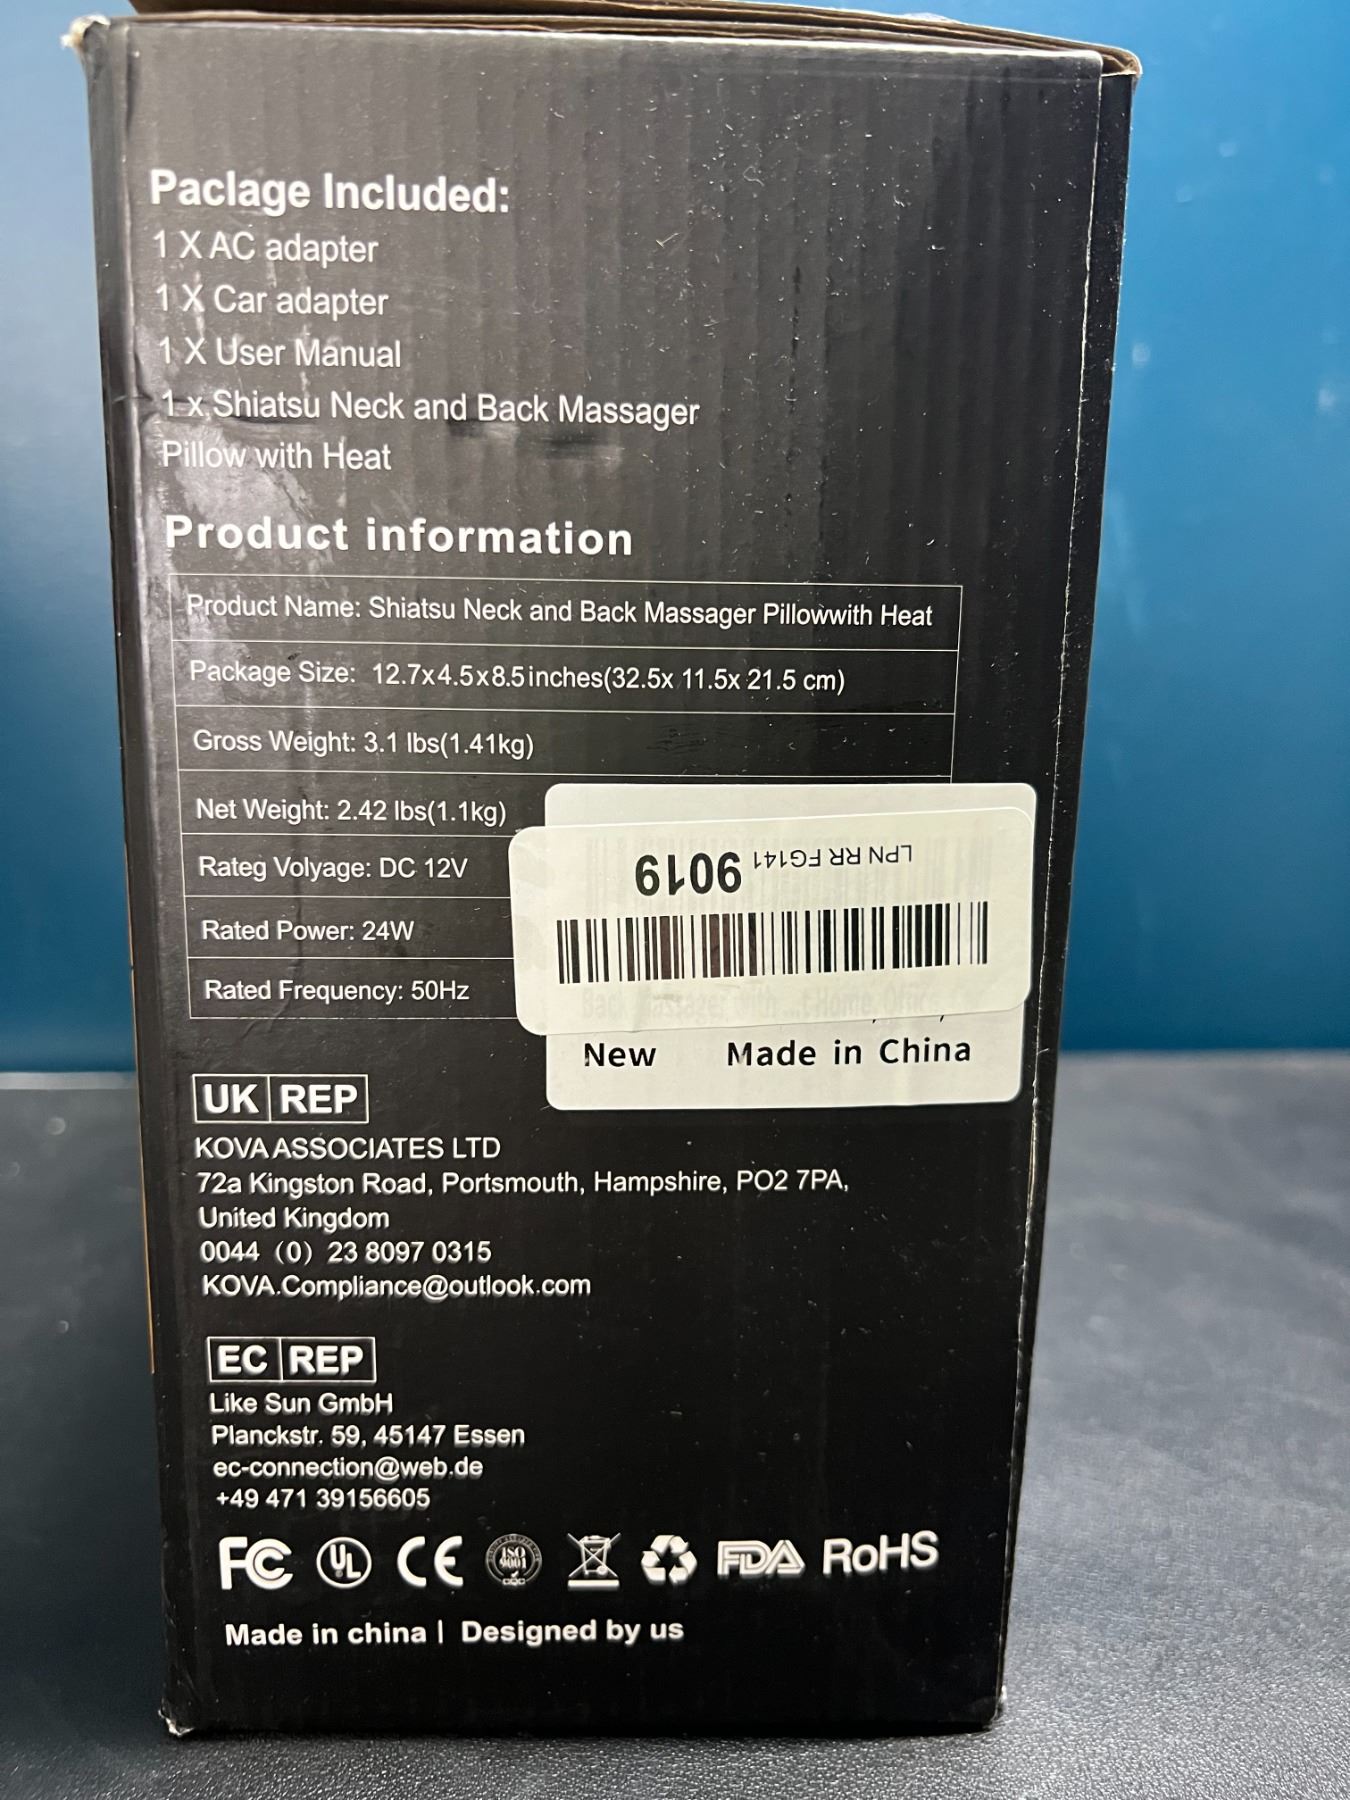 Paclage Included:
1 X AC adapter
1 X Car adapter
1 X User Manual
1 x Shiatsu Neck and Back Massager
Pillow with Heat
Product information
Product Name: Shiatsu Neck and Back Massager Pillowwith Heat
Package Size: 12.7x4.5x8.5inches(32.5x 11.5x 21.5 cm)
Gross Weight: 3.1 lbs(1.41kg)
Net Weight: 2.42 lbs(1.1kg)
Rateg Volyage: DC 12V
Rated Power: 24W
Rated Frequency: 50Hz
LPN RR FG141 9019
New Made in China
UK REP
KOVA ASSOCIATES LTD
72a Kingston Road, Portsmouth, Hampshire, PO2 7PA,
United Kingdom
0044 (0) 23 8097 0315
KOVA.Compliance@outlook.com
EC REP
Like Sun GmbH
Planckstr. 59, 45147 Essen
ec-connection@web.de
+49 471 39156605
FC UL CE ISO 9001 FDA RoHS
Made in china | Designed by us